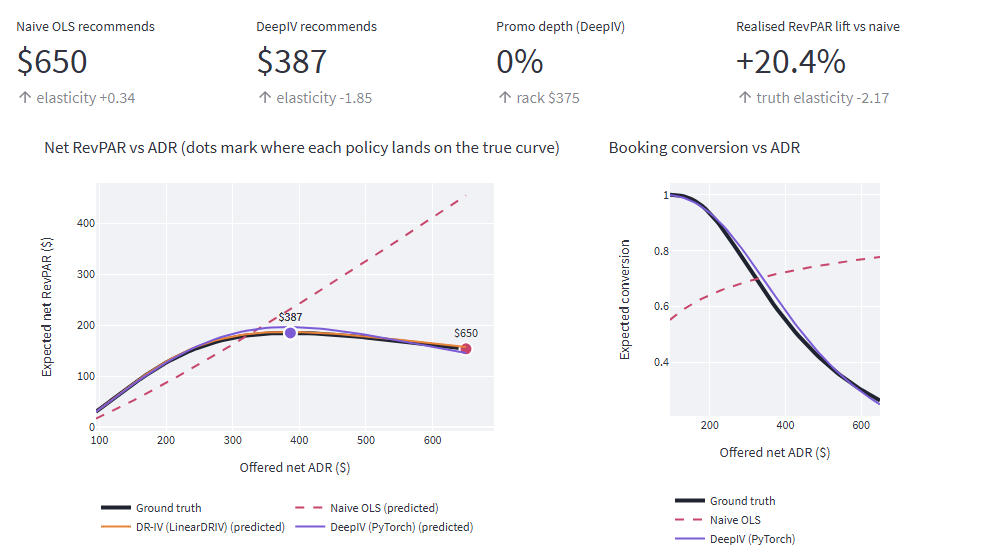 Naive OLS recommends
$650
↑ elasticity +0.34
DeepIV recommends
$387
↑ elasticity -1.85
Promo depth (DeepIV)
0%
↑ rack $375
Realised RevPAR lift vs naive
+20.4%
↑ truth elasticity -2.17
Net RevPAR vs ADR (dots mark where each policy lands on the true curve)
Expected net RevPAR ($)
400
300
200
100
0
$387
$650
100 200 300 400 500 600
Offered net ADR ($)
Ground truth
Naive OLS (predicted)
DR-IV (LinearDRIV) (predicted)
DeepIV (PyTorch) (predicted)
Booking conversion vs ADR
Expected conversion
1
0.8
0.6
0.4
200 400 600
Offered net ADR ($)
Ground truth
Naive OLS
DeepIV (PyTorch)